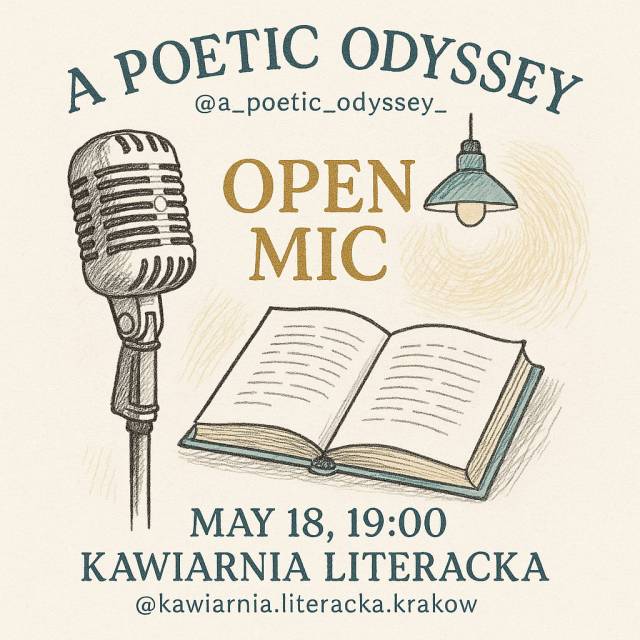 A POETIC ODYSSEY
@a_poetic_odyssey_
OPEN
MIC
MAY 18, 19:00
KAWIARNIA LITERACKA
@kawiarnia.literacka.krakow